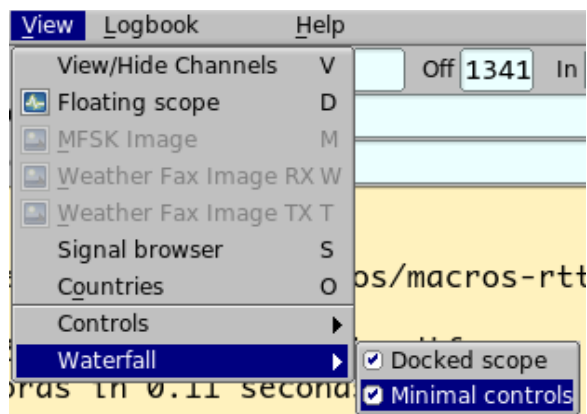 View Logbook Help
View/Hide Channels V
Off 1341 In
Floating scope D
MFSK Image M
Weather Fax Image RX W
Weather Fax Image TX T
Signal browser S
Countries O
os/macros-rtt
Controls
Waterfall
Docked scope
in 0.11 second
Minimal controls